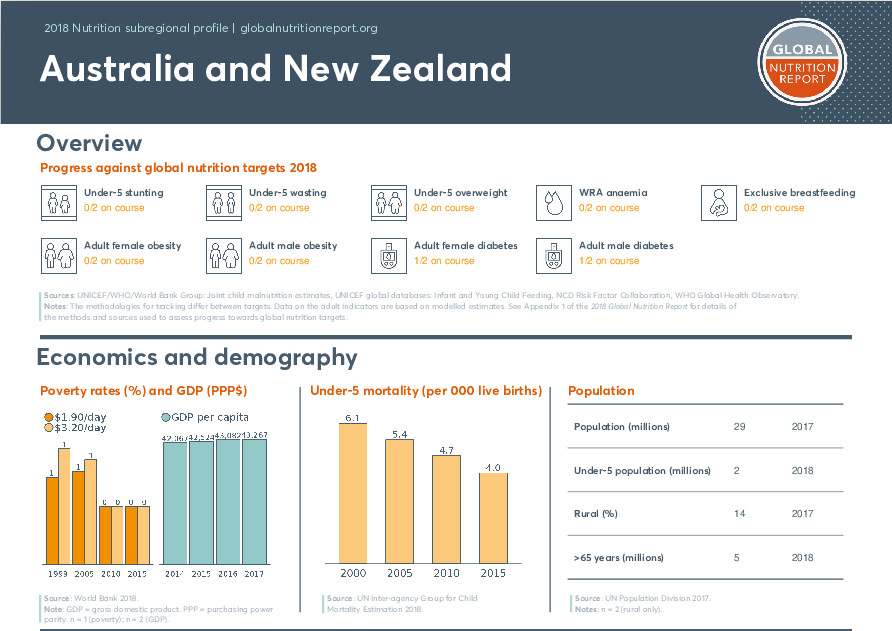 2018 Nutrition subregional profile | globalnutritionreport.org
Australia and New Zealand
GLOBAL
NUTRITION
REPORT
Overview
Progress against global nutrition targets 2018
Under-5 stunting
0/2 on course
Under-5 wasting
0/2 on course
Under-5 overweight
0/2 on course
WRA anaemia
0/2 on course
Exclusive breastfeeding
0/2 on course
Adult female obesity
0/2 on course
Adult male obesity
0/2 on course
Adult female diabetes
1/2 on course
Adult male diabetes
1/2 on course
Sources: UNICEF/WHO/World Bank Group: Joint child malnutrition estimates, UNICEF global databases: Infant and Young Child Feeding, NCD Risk Factor Collaboration, WHO Global Health Observatory.
Notes: The methodologies for tracking differ between targets. Data on the adult indicators are based on modelled estimates. See Appendix 1 of the 2018 Global Nutrition Report for details of
the methods and sources used to assess progress towards global nutrition targets.
Economics and demography
Poverty rates (%) and GDP (PPP$)
$1.90/day
$3.20/day
GDP per capita
1 1 1 1 0 0 0 0
42,067 42,524 43,082 43,267
1999 2005 2010 2015
2014 2015 2016 2017
Source: World Bank 2018.
Note: GDP = gross domestic product. PPP = purchasing power
parity. n = 1 (poverty); n = 2 (GDP).
Under-5 mortality (per 000 live births)
6.1
5.4
4.7
4.0
2000 2005 2010 2015
Source: UN Inter-agency Group for Child
Mortality Estimation 2018.
Population
Population (millions) 29 2017
Under-5 population (millions) 2 2018
Rural (%) 14 2017
>65 years (millions) 5 2018
Source: UN Population Division 2017.
Notes: n = 2 (rural only).